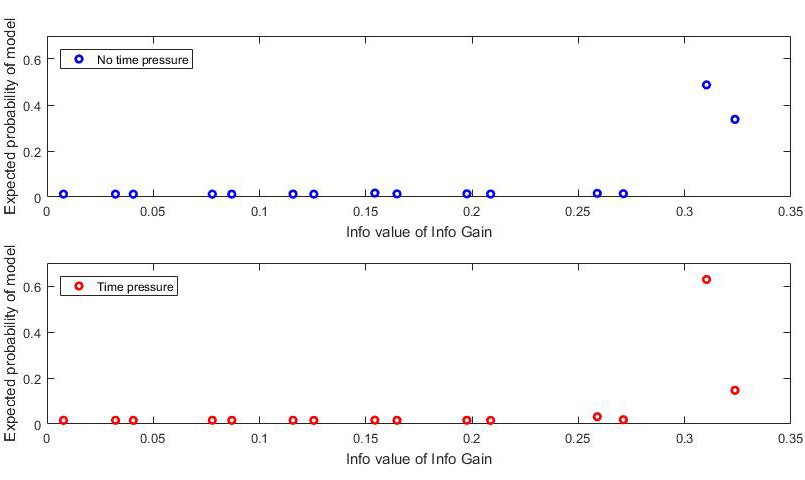 Expected probability of model
0.6
0.4
0.2
0
No time pressure
0 0.05 0.1 0.15 0.2 0.25 0.3 0.35
Info value of Info Gain
Expected probability of model
0.6
0.4
0.2
0
Time pressure
0 0.05 0.1 0.15 0.2 0.25 0.3 0.35
Info value of Info Gain